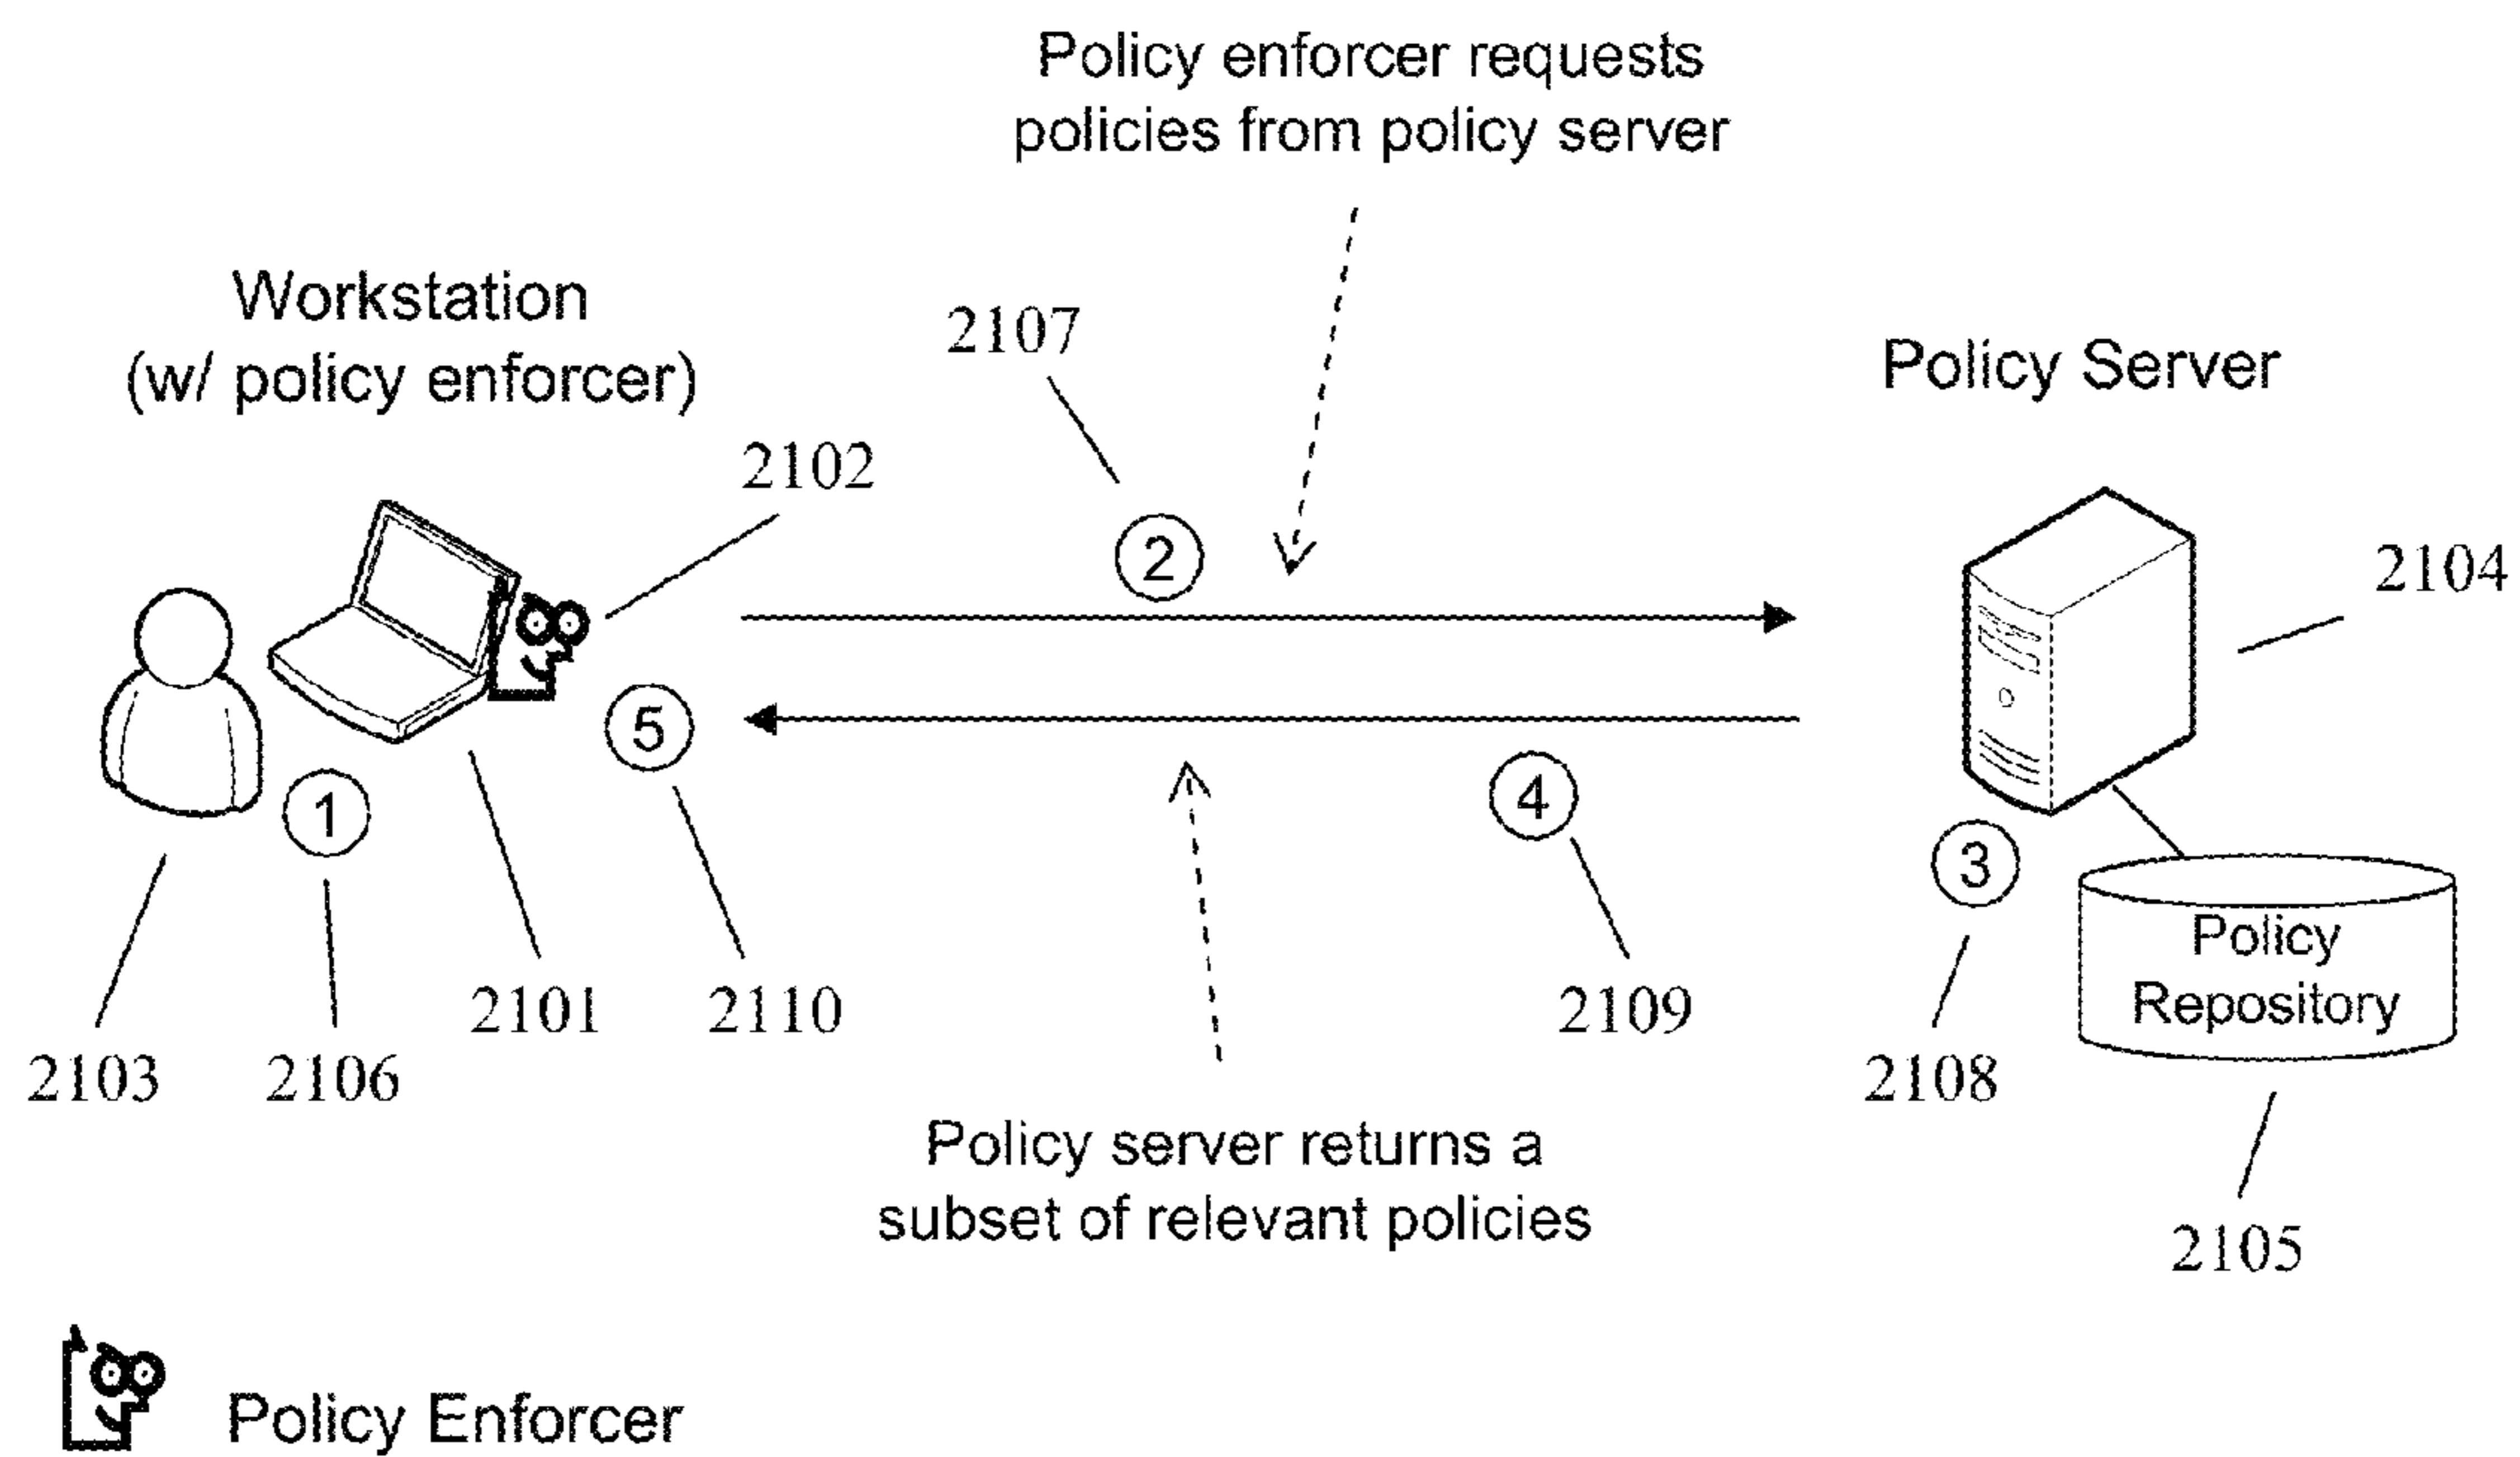 Policy enforcer requests
policies from policy server
Workstation
(w/ policy enforcer)
2107
Policy Server
2102
2
2104
5
1
4
3
Policy
Repository
2103
2106
2101
2110
2109
2108
2105
Policy server returns a
subset of relevant policies
Policy Enforcer